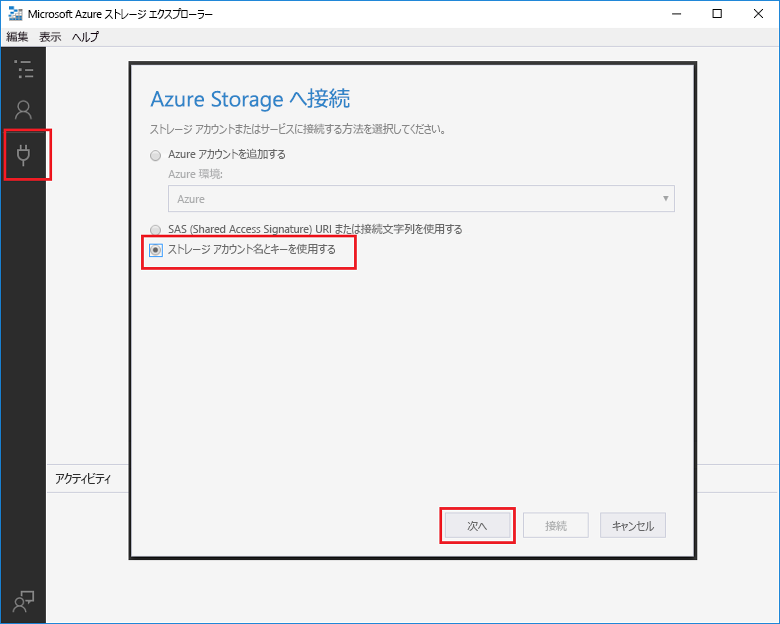 Microsoft Azure ストレージ エクスプローラー
編集 表示 ヘルプ
Azure Storage へ接続
ストレージ アカウントまたはサービスに接続する方法を選択してください。
Azure アカウントを追加する
Azure 環境:
Azure
SAS (Shared Access Signature) URI または接続文字列を使用する
ストレージ アカウント名とキーを使用する
アクティビティ
次へ 接続 キャンセル